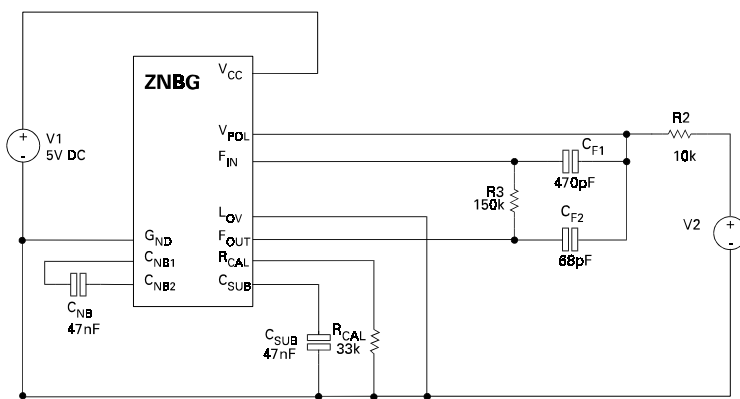 ZNBG
VCC
VPOL
FIN
LOV
GND
FOUT
CNB1
RCAL
CNB2
CSUB
+
V1
5V DC
-
R2
10k
CF1
470pF
R3
150k
CF2
68pF
V2
+
-
CNB
47nF
CSUB
47nF
RCAL
33k